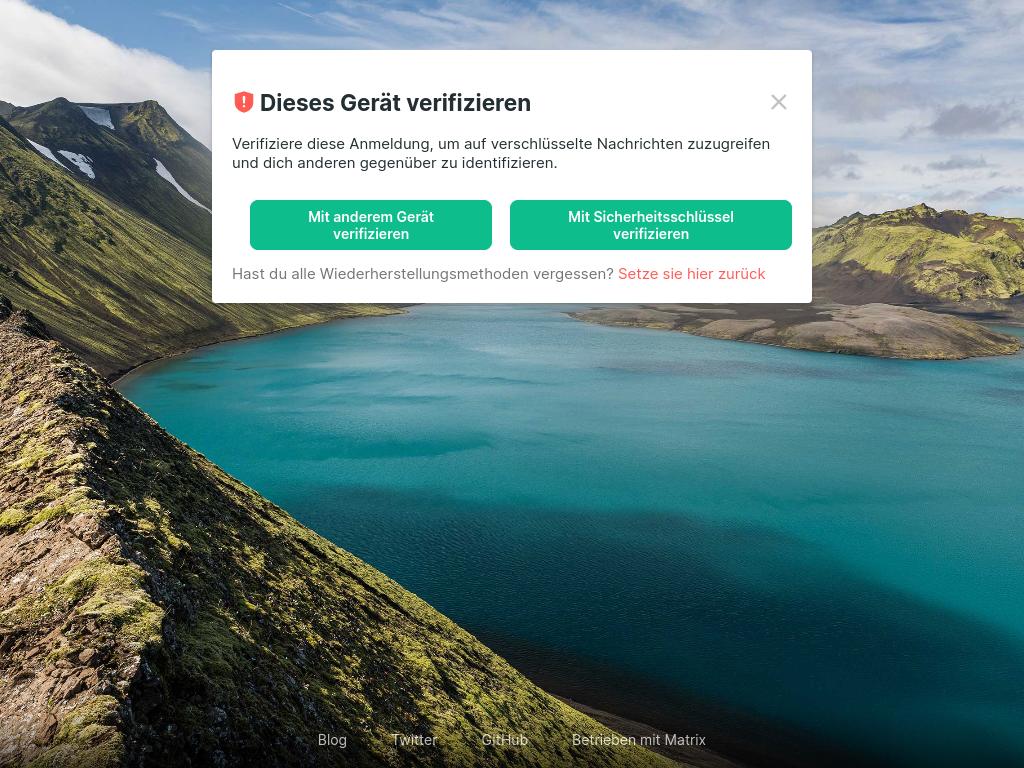 Dieses Gerät verifizieren
Verifiziere diese Anmeldung, um auf verschlüsselte Nachrichten zuzugreifen
und dich anderen gegenüber zu identifizieren.
Mit anderem Gerät
verifizieren
Mit Sicherheitsschlüssel
verifizieren
Hast du alle Wiederherstellungsmethoden vergessen? Setze sie hier zurück
Blog Twitter GitHub Betrieben mit Matrix